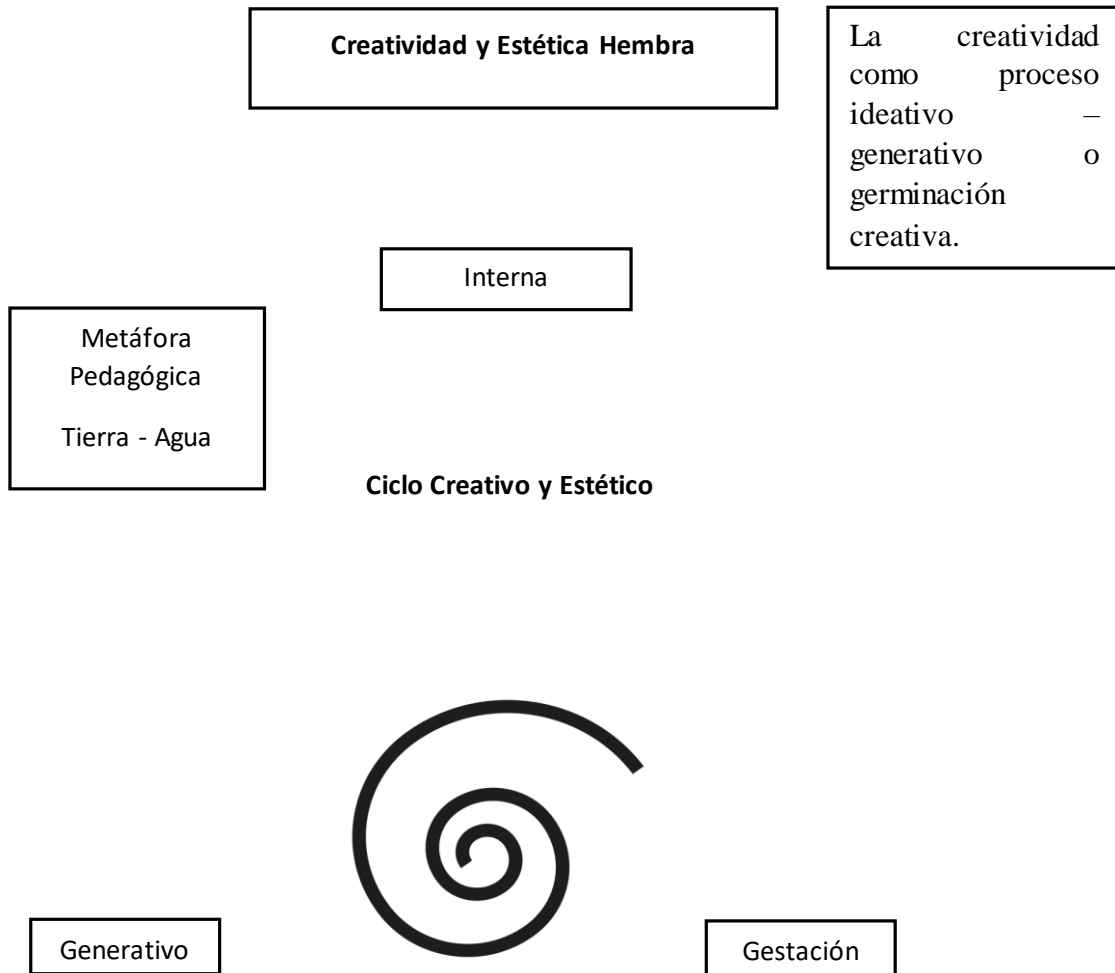 Creatividad y Estética Hembra
La creatividad
como proceso
ideativo –
generativo o
germinación
creativa.
Interna
Metáfora
Pedagógica
Tierra - Agua
Ciclo Creativo y Estético
Generativo
Gestación